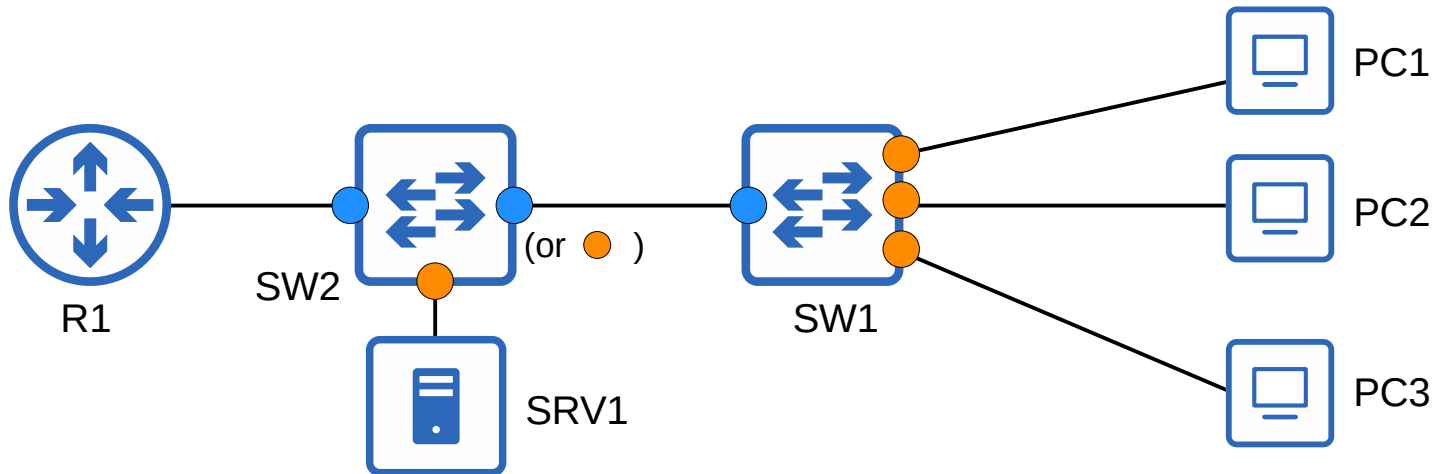 PC1
PC2
(or )
SW2
R1
SW1
PC3
SRV1